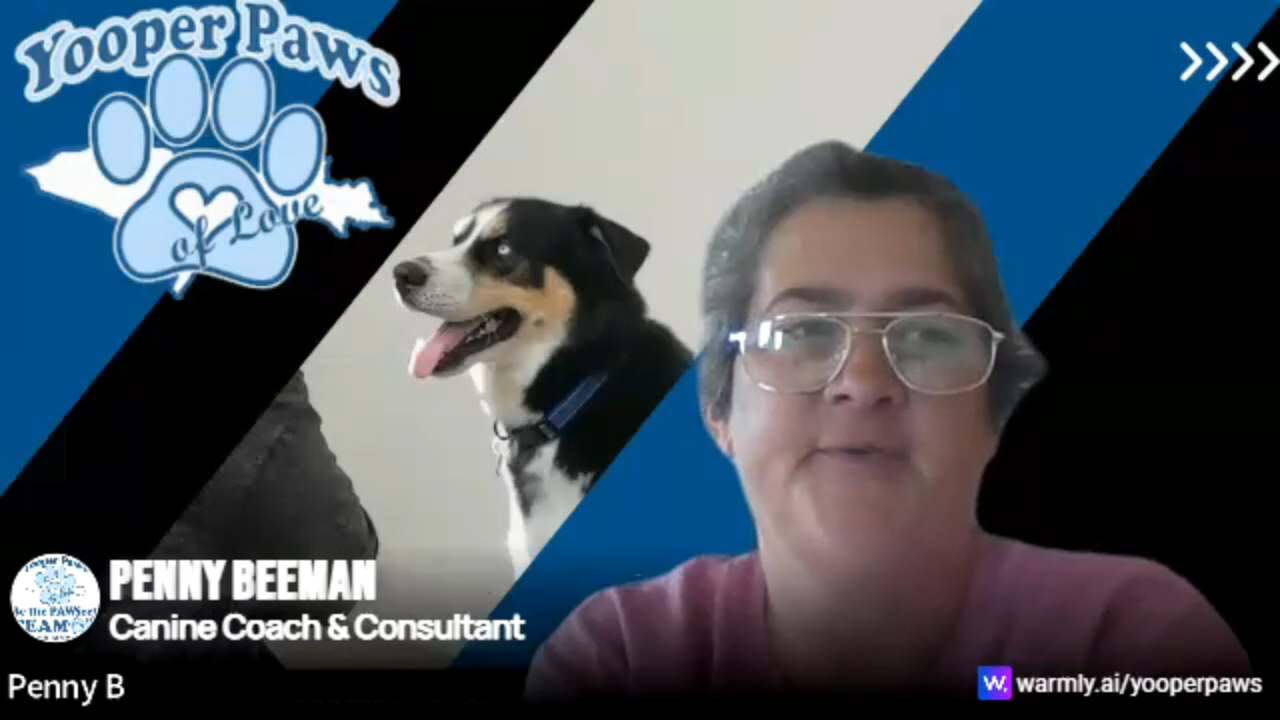 Yooper Paws
of Love
PENNY BEEMAN
Canine Coach & Consultant
Penny B
W.
warmly.ai/yooperpaws